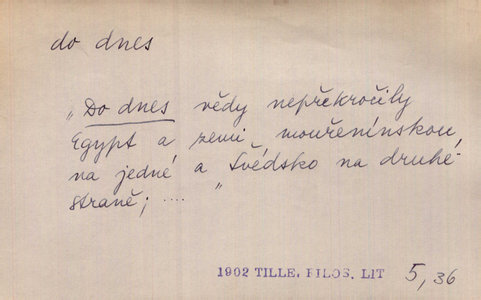 do dnes
„Do dnes vědy nepřekročily
Egypt a zemi mouřenínskou,
na jedné a Švédsko na druhé
straně; .... "
1902 TILLE, FILOS. LIT 5,36